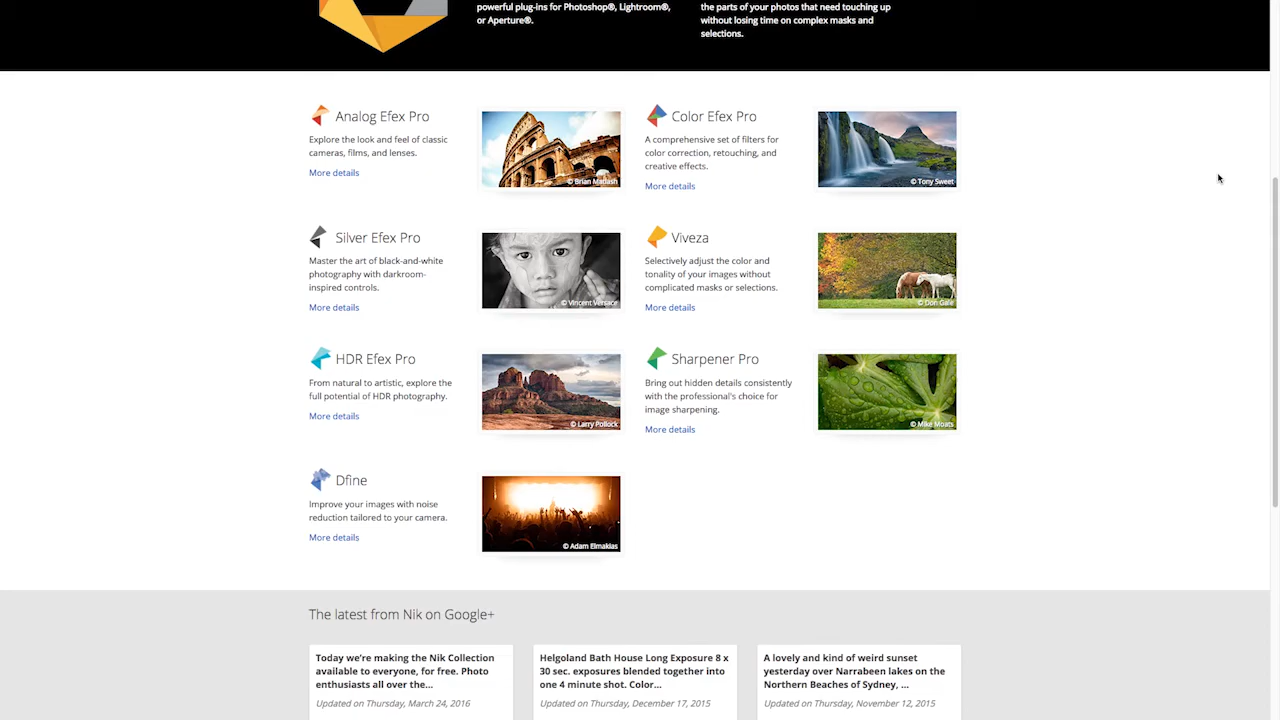 powerful plug-ins for Photoshop®, Lightroom®,
or Aperture®.
the parts of your photos that need touching up
without losing time on complex masks and
selections.
Analog Efex Pro
Explore the look and feel of classic
cameras, films, and lenses.
More details
© Brian Matiash
Color Efex Pro
A comprehensive set of filters for
color correction, retouching, and
creative effects.
More details
© Tony Sweet
Silver Efex Pro
Master the art of black-and-white
photography with darkroom-
inspired controls.
More details
© Vincent Versace
Viveza
Selectively adjust the color and
tonality of your images without
complicated masks or selections.
More details
© Don Gale
HDR Efex Pro
From natural to artistic, explore the
full potential of HDR photography.
More details
© Larry Pollock
Sharpener Pro
Bring out hidden details consistently
with the professional's choice for
image sharpening.
More details
© Mike Moats
Dfine
Improve your images with noise
reduction tailored to your camera.
More details
© Adam Elmakias
The latest from Nik on Google+
Today we're making the Nik Collection
available to everyone, for free. Photo
enthusiasts all over the...
Updated on Thursday, March 24, 2016
Helgoland Bath House Long Exposure 8 x
30 sec. exposures blended together into
one 4 minute shot. Color...
Updated on Thursday, December 17, 2015
A lovely and kind of weird sunset
yesterday over Narrabeen lakes on the
Northern Beaches of Sydney, ...
Updated on Thursday, November 12, 2015